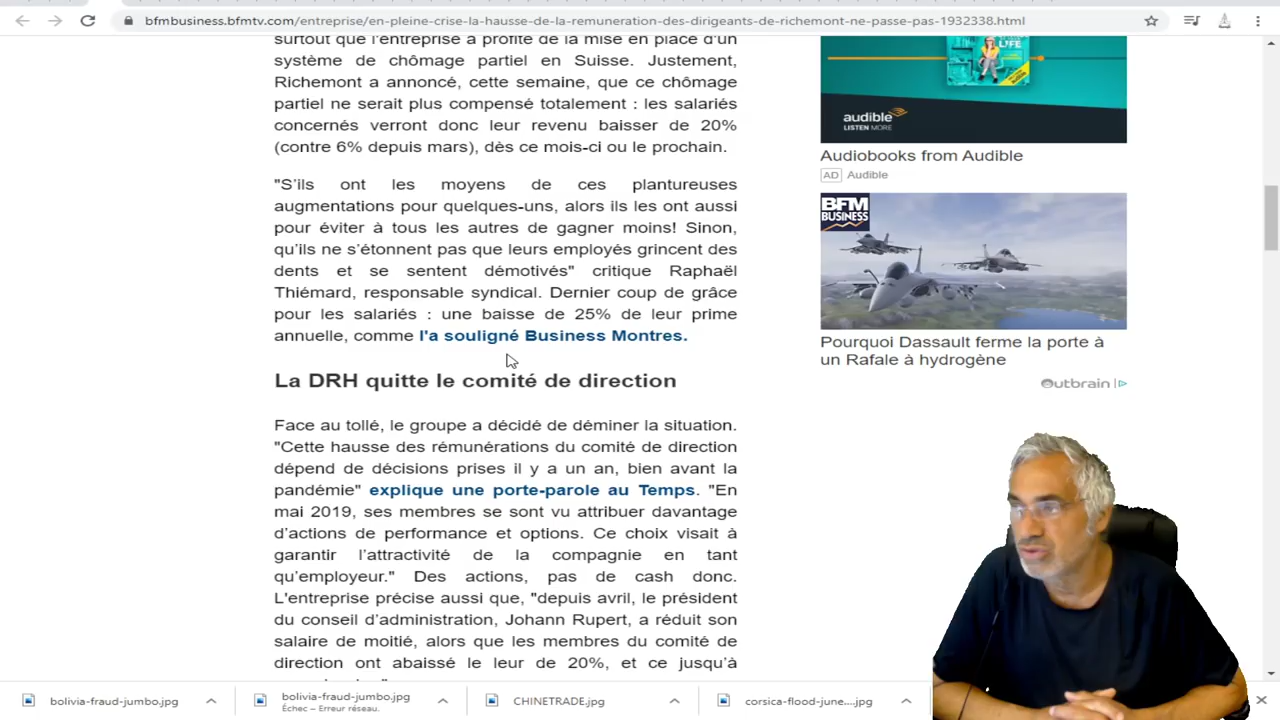 bfmbusiness.bfmtv.com/entreprise/en-pleine-crise-la-hausse-de-la-remuneration-des-dirigeants-de-richemont-ne-passe-pas-1932338.html
surtout que l'entreprise a profité de la mise en place d'un
système de chômage partiel en Suisse. Justement,
Richemont a annoncé, cette semaine, que ce chômage
partiel ne serait plus compensé totalement : les salariés
concernés verront donc leur revenu baisser de 20%
(contre 6% depuis mars), dès ce mois-ci ou le prochain.
"S'ils ont les moyens de ces plantureuses
augmentations pour quelques-uns, alors ils les ont aussi
pour éviter à tous les autres de gagner moins! Sinon,
qu'ils ne s'étonnent pas que leurs employés grincent des
dents et se sentent démotivés" critique Raphaël
Thiémard, responsable syndical. Dernier coup de grâce
pour les salariés : une baisse de 25% de leur prime
annuelle, comme l'a souligné Business Montres.
La DRH quitte le comité de direction
Face au tollé, le groupe a décidé de déminer la situation.
"Cette hausse des rémunérations du comité de direction
dépend de décisions prises il y a un an, bien avant la
pandémie" explique une porte-parole au Temps. "En
mai 2019, ses membres se sont vu attribuer davantage
d'actions de performance et options. Ce choix visait à
garantir l'attractivité de la compagnie en tant
qu'employeur." Des actions, pas de cash donc.
L'entreprise précise aussi que, "depuis avril, le président
du conseil d'administration, Johann Rupert, a réduit son
salaire de moitié, alors que les membres du comité de
direction ont abaissé le leur de 20%, et ce jusqu'à
audible
LISTEN MORE
Audiobooks from Audible
AD Audible
BFM
BUSINESS
Pourquoi Dassault ferme la porte à
un Rafale à hydrogène
Outbrain
bolivia-fraud-jumbo.jpg
bolivia-fraud-jumbo.jpg
Échec – Erreur réseau.
CHINETRADE.jpg
corsica-flood-june....jpg